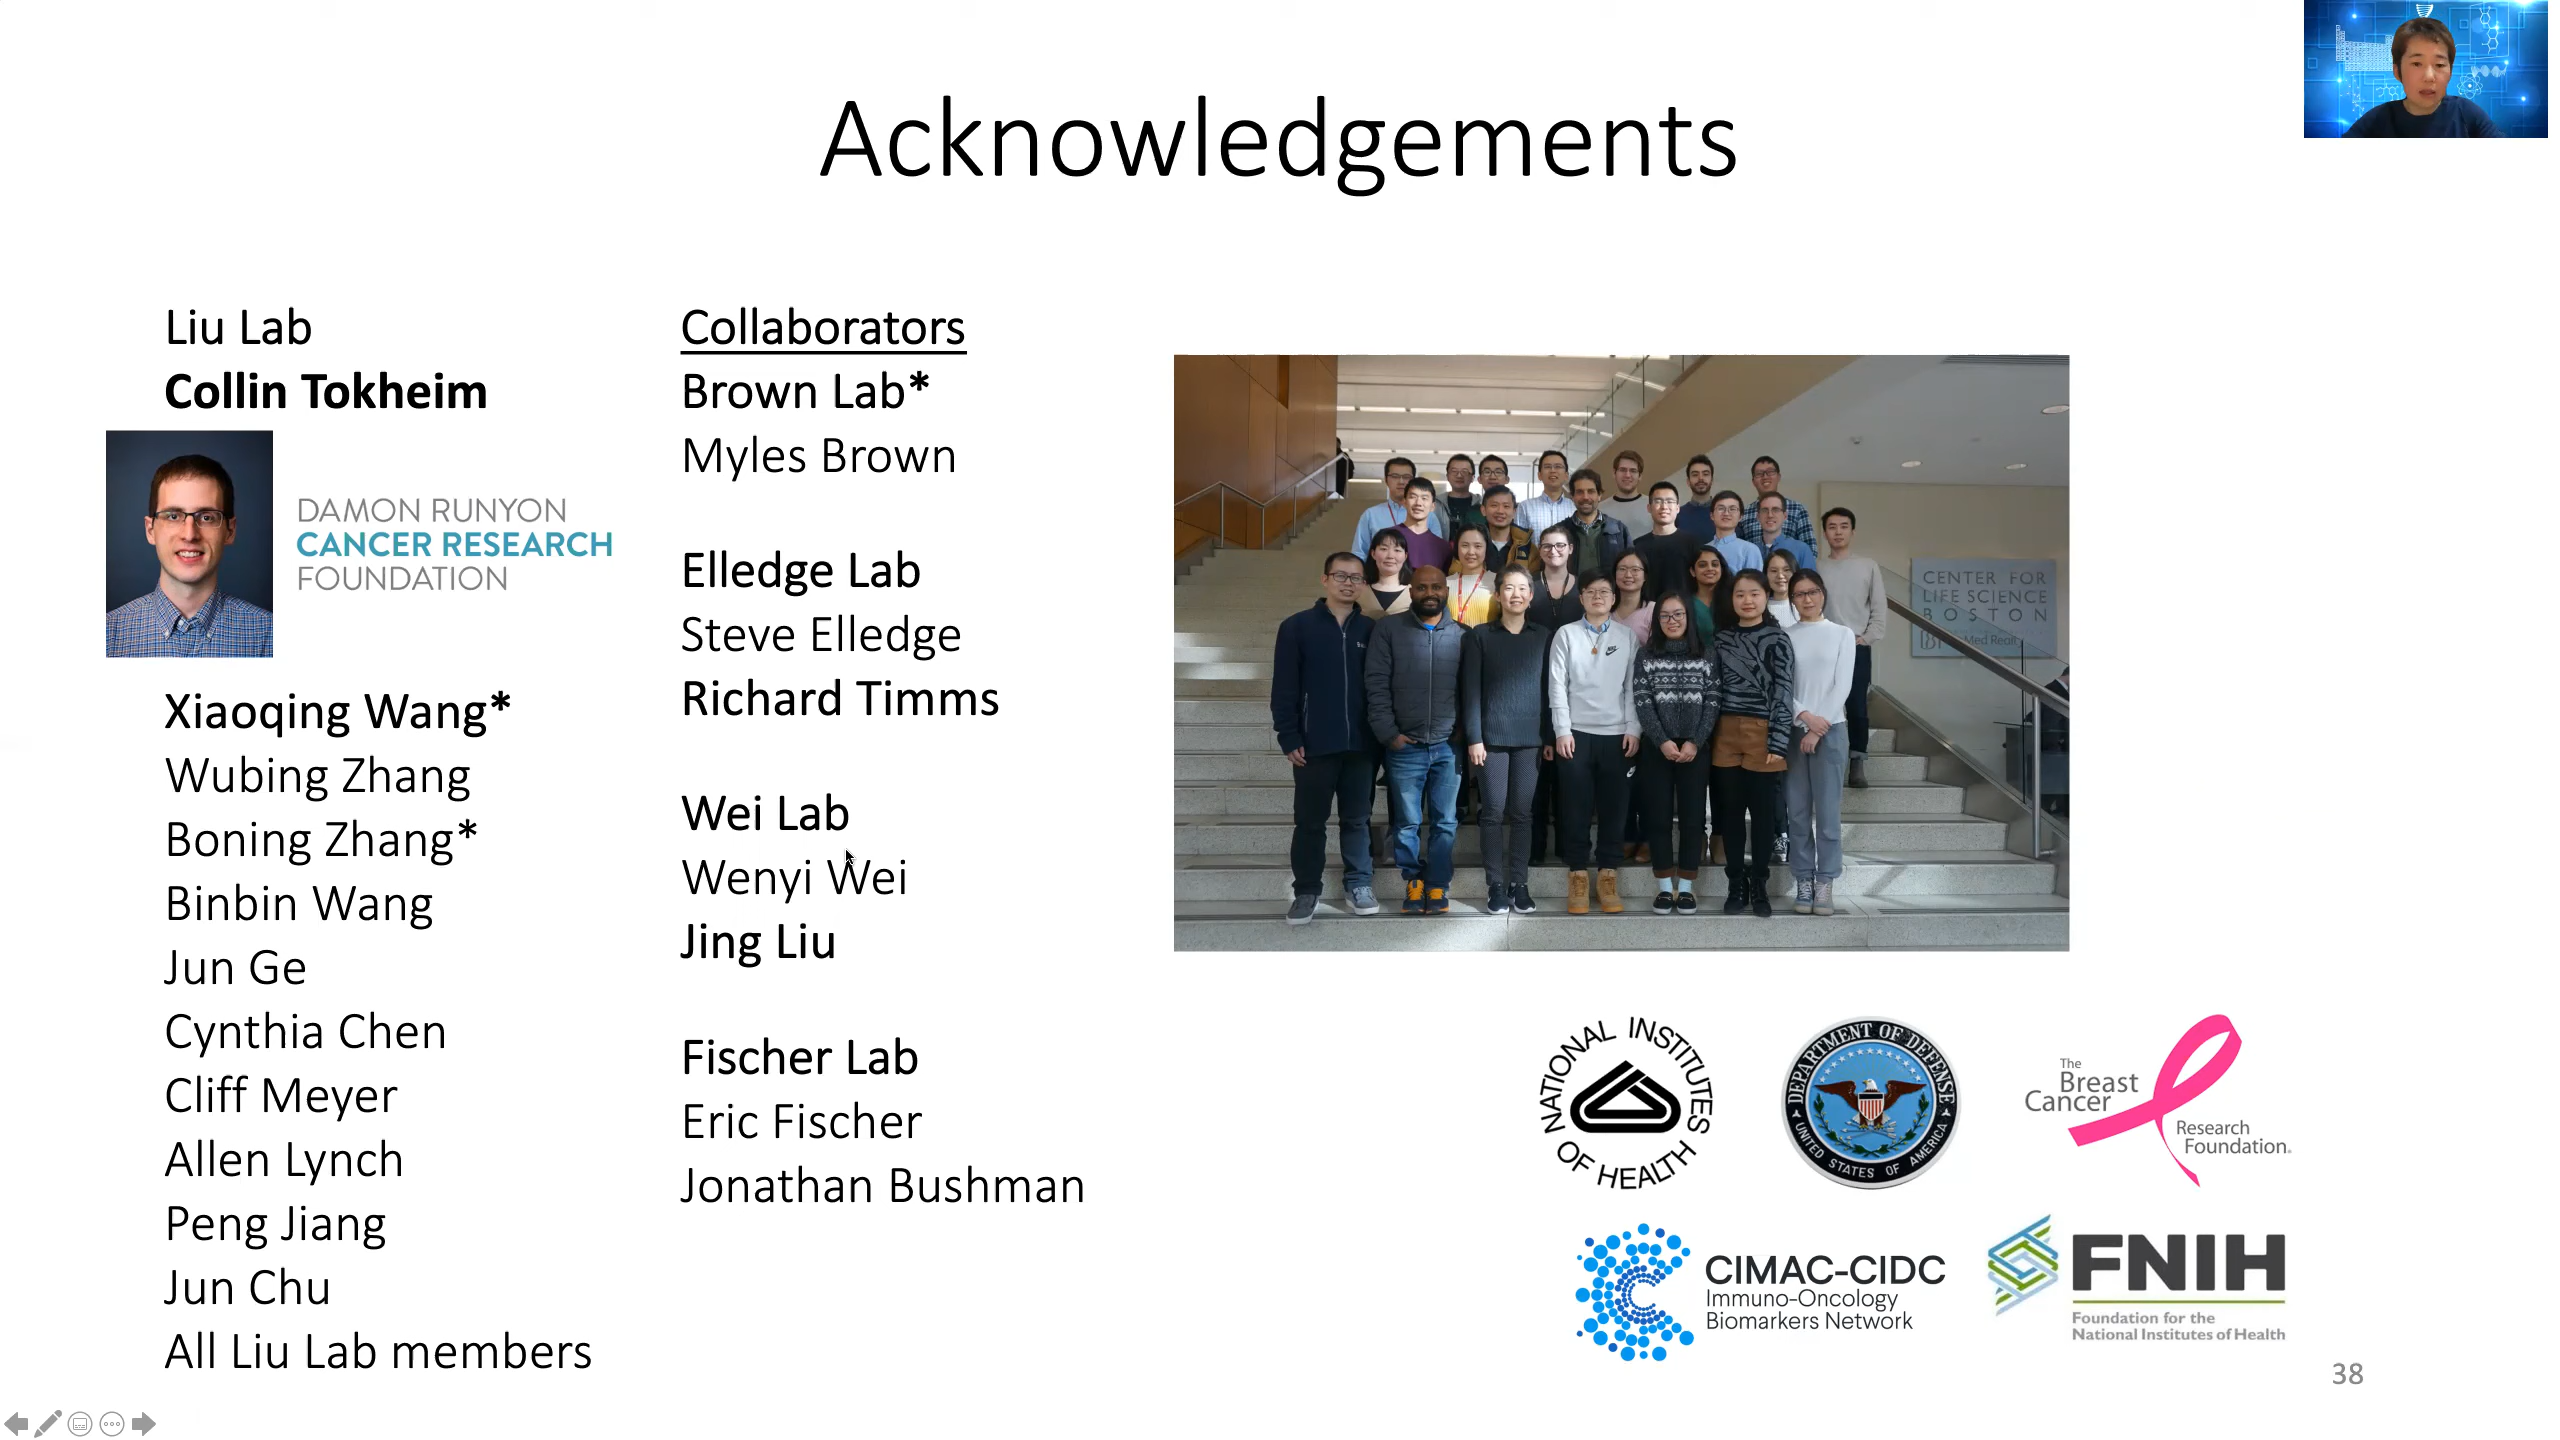 Acknowledgements
Liu Lab
Collin Tokheim
DAMON RUNYON
CANCER RESEARCH
FOUNDATION
Xiaoqing Wang*
Wubing Zhang
Boning Zhang*
Binbin Wang
Jun Ge
Cynthia Chen
Cliff Meyer
Allen Lynch
Peng Jiang
Jun Chu
All Liu Lab members
Collaborators
Brown Lab*
Myles Brown
Elledge Lab
Steve Elledge
Richard Timms
Wei Lab
Wenyi Wei
Jing Liu
Fischer Lab
Eric Fischer
Jonathan Bushman
CENTER FOR
LIFE SCIENCE
BOSTON
Med
NATIONAL INSTITUTES
OF HEALTH
DEPARTMENT OF DEFENSE
UNITED STATES OF AMERICA
The
Breast
Cancer
Research
Foundation.
CIMAC-CIDC
Immuno-Oncology
Biomarkers Network
FNIH
Foundation for the
National Institutes of Health
38